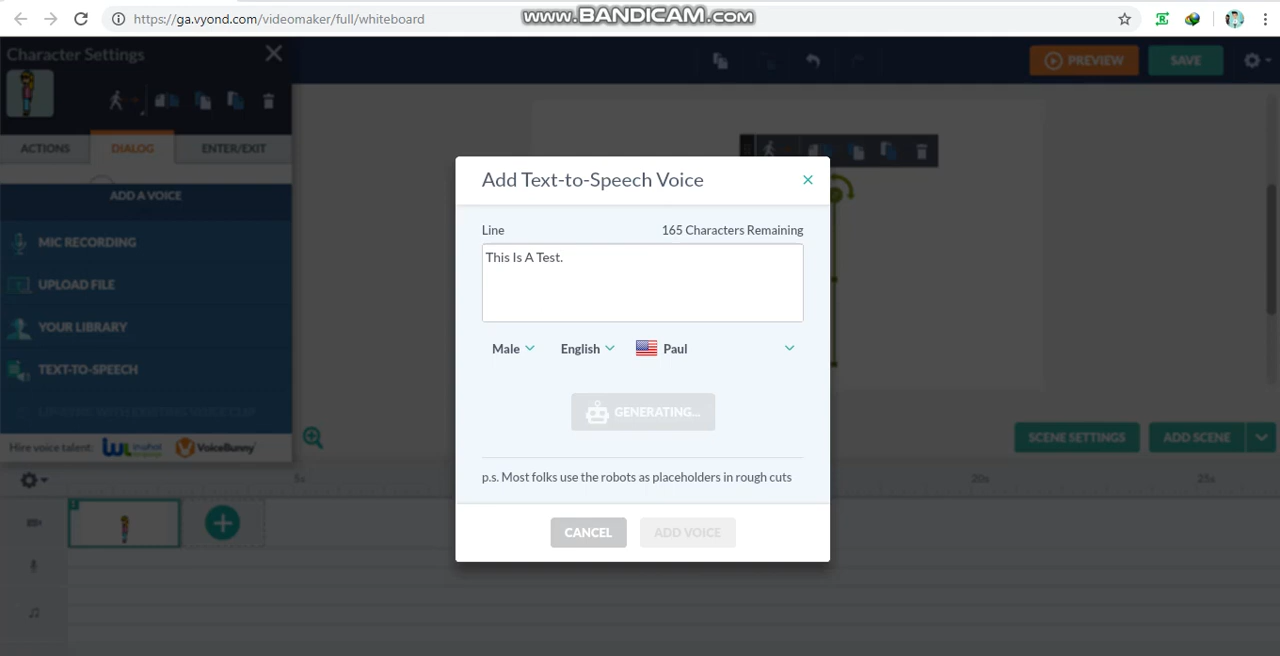 https://ga.vyond.com/videomaker/full/whiteboard
www.BANDICAM.com
Character Settings
PREVIEW
SAVE
ACTIONS
DIALOG
ENTER/EXIT
ADD A VOICE
MIC RECORDING
UPLOAD FILE
YOUR LIBRARY
TEXT-TO-SPEECH
Hire voice talent:
VoiceBunny
Add Text-to-Speech Voice
Line
165 Characters Remaining
This Is A Test.
Male
English
Paul
GENERATING...
p.s. Most folks use the robots as placeholders in rough cuts
CANCEL
ADD VOICE
SCENE SETTINGS
ADD SCENE
5s
20s
25s
1